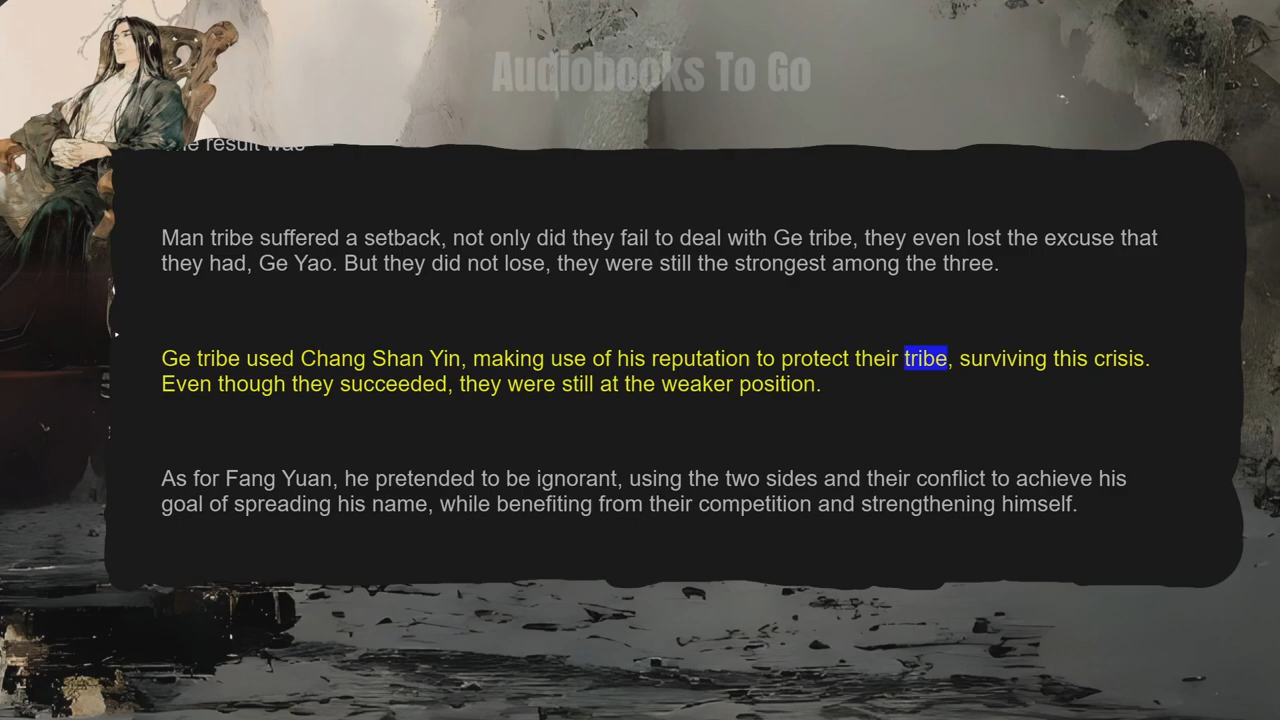 Audiobooks To Go
result was
Man tribe suffered a setback, not only did they fail to deal with Ge tribe, they even lost the excuse that
they had, Ge Yao. But they did not lose, they were still the strongest among the three.
Ge tribe used Chang Shan Yin, making use of his reputation to protect their tribe, surviving this crisis.
Even though they succeeded, they were still at the weaker position.
As for Fang Yuan, he pretended to be ignorant, using the two sides and their conflict to achieve his
goal of spreading his name, while benefiting from their competition and strengthening himself.